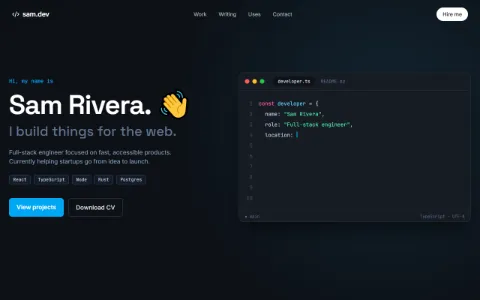 sam.dev
Work Writing Uses Contact
Hire me
Hi, my name is
Sam Rivera. 👋
I build things for the web.
Full-stack engineer focused on fast, accessible products.
Currently helping startups go from idea to launch.
React TypeScript Node Rust Postgres
View projects Download CV
developer.ts README.md
1 const developer = {
2 name: "Sam Rivera",
3 role: "Full-stack engineer",
4 location:
5
6
7
8
9
10
main TypeScript · UTF-8